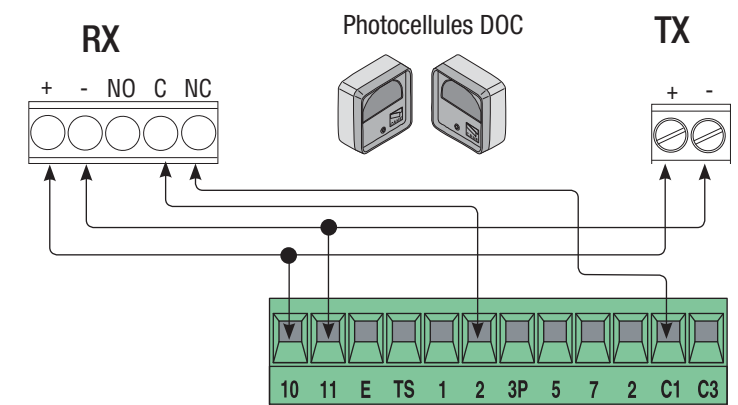 Photocellules DOC
RX
TX
+ - NO C NC
+ -
10 11 E TS 1 2 3P 5 7 2 C1 C3